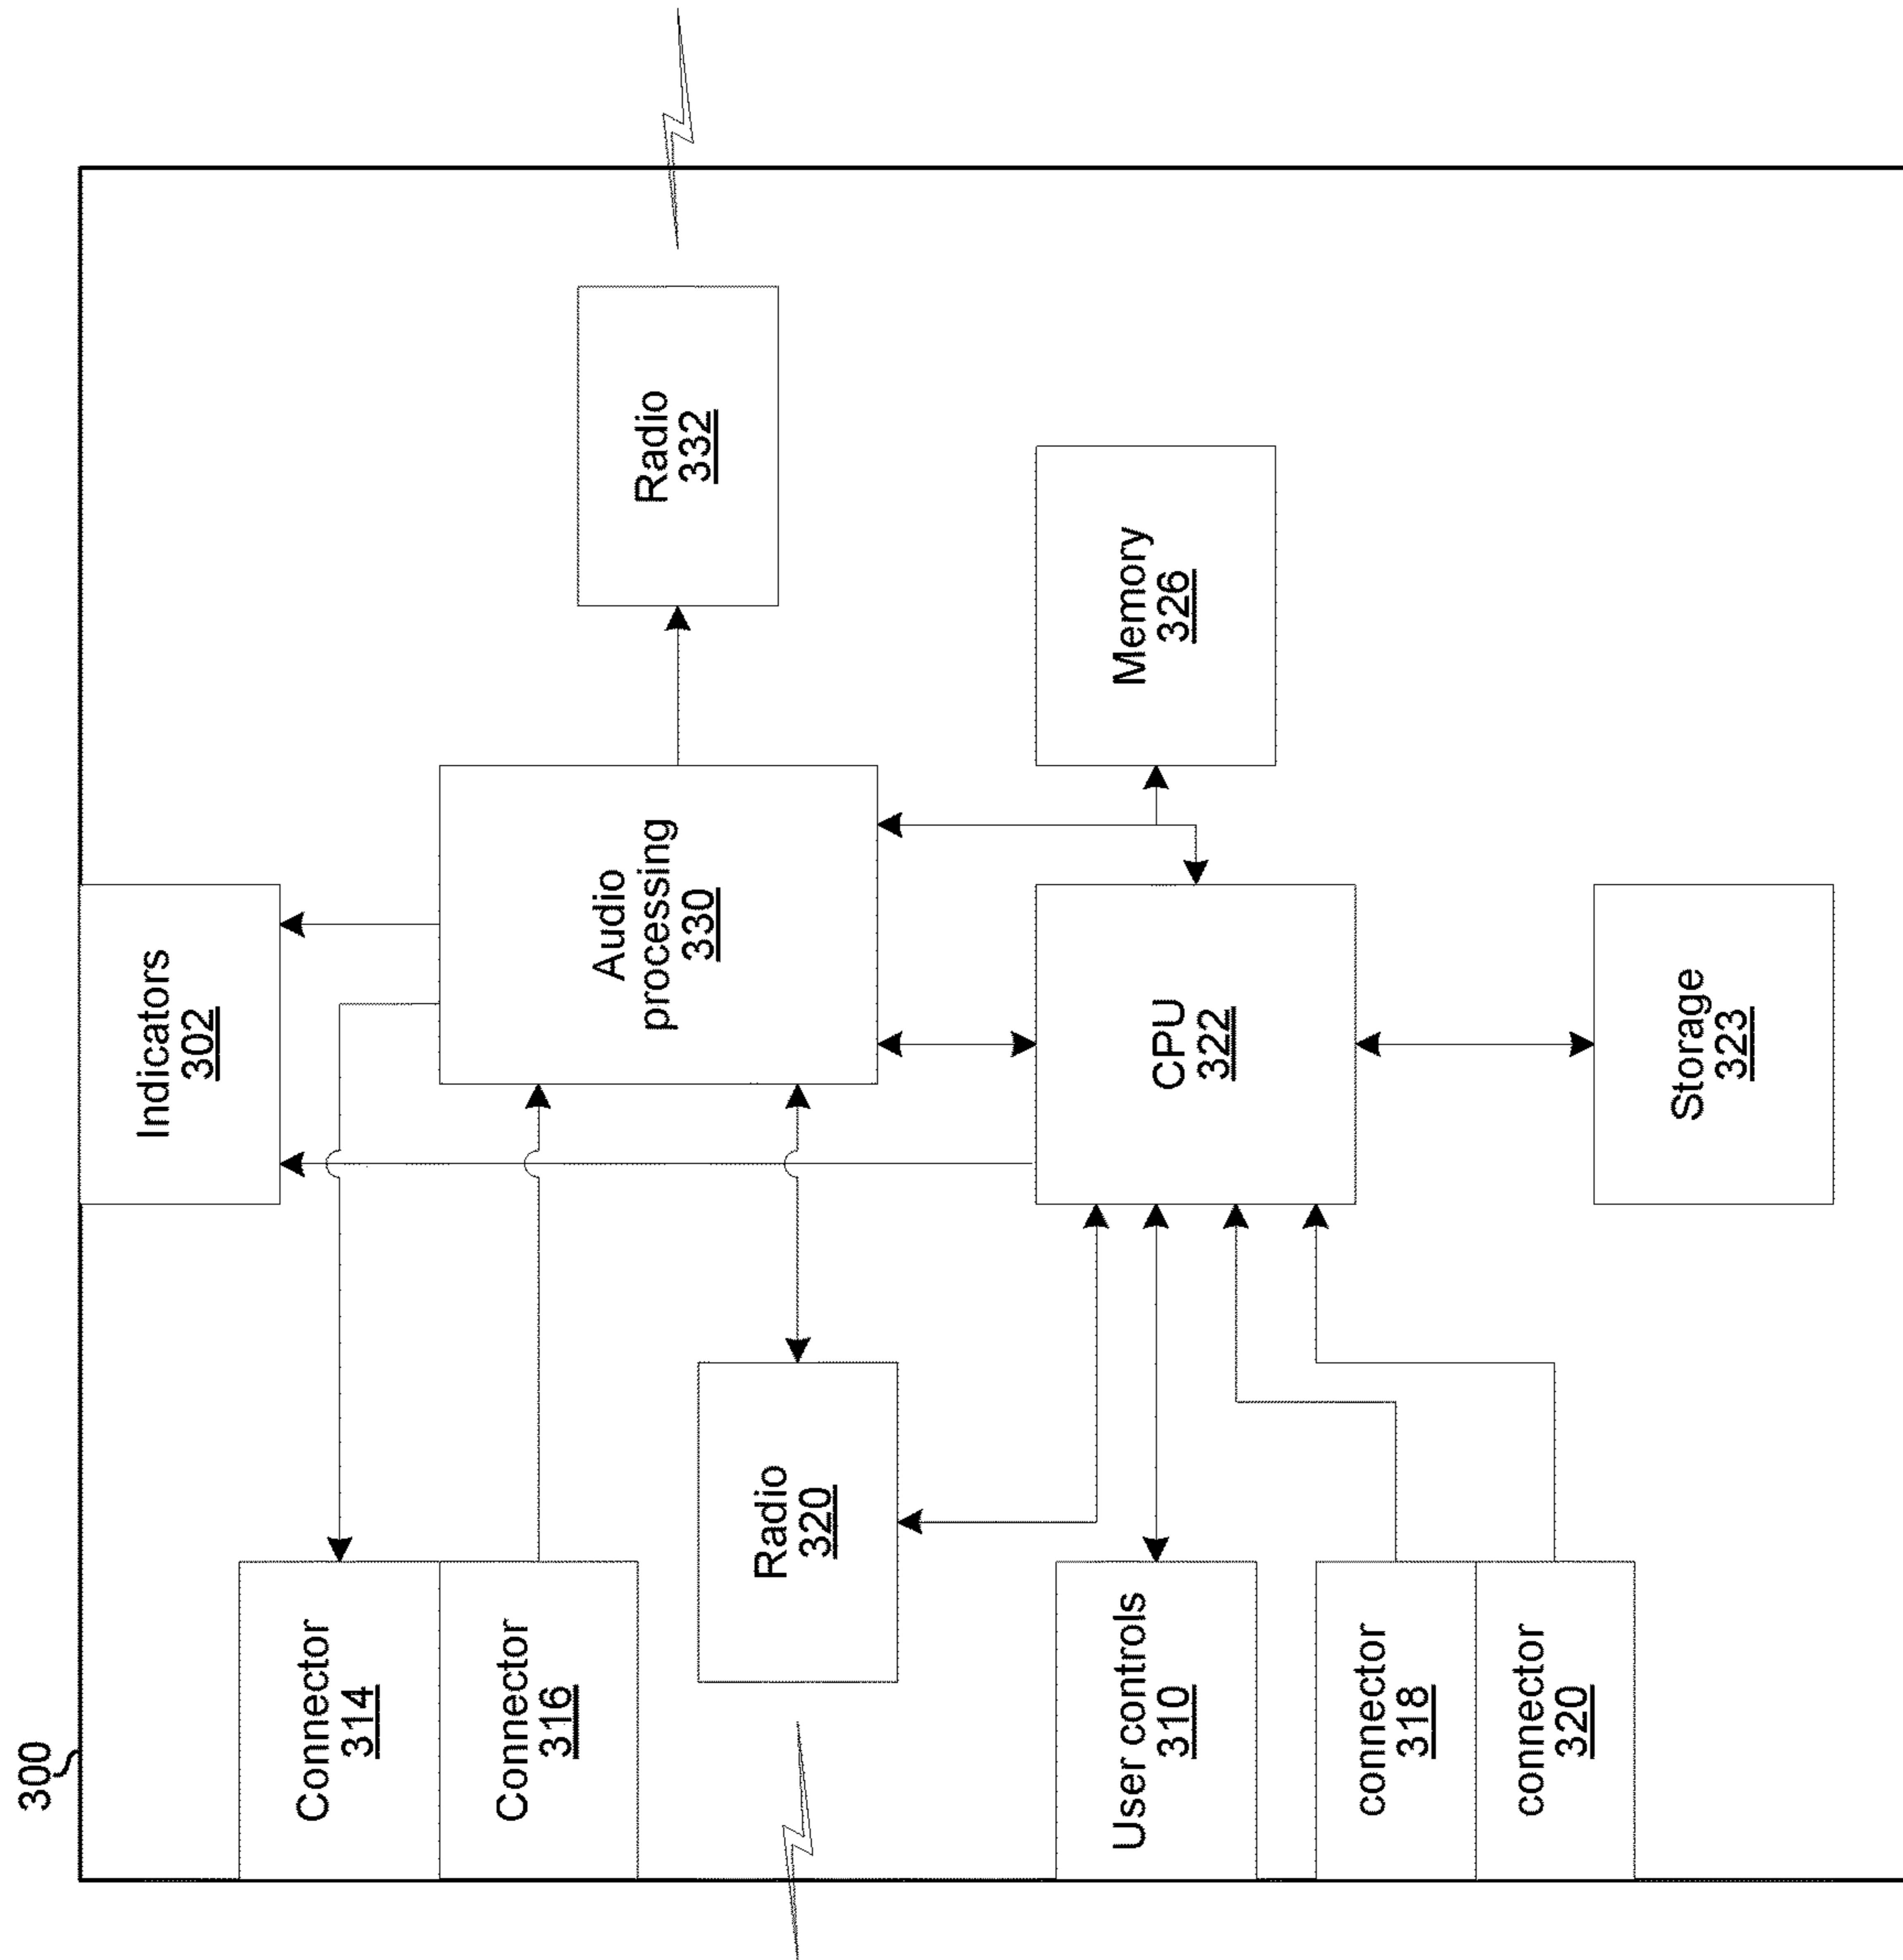 300
Indicators
302
Connector
314
Connector
316
Audio
processing
330
Radio
332
Radio
320
User controls
310
CPU
322
Memory
326
connector
318
connector
320
Storage
323